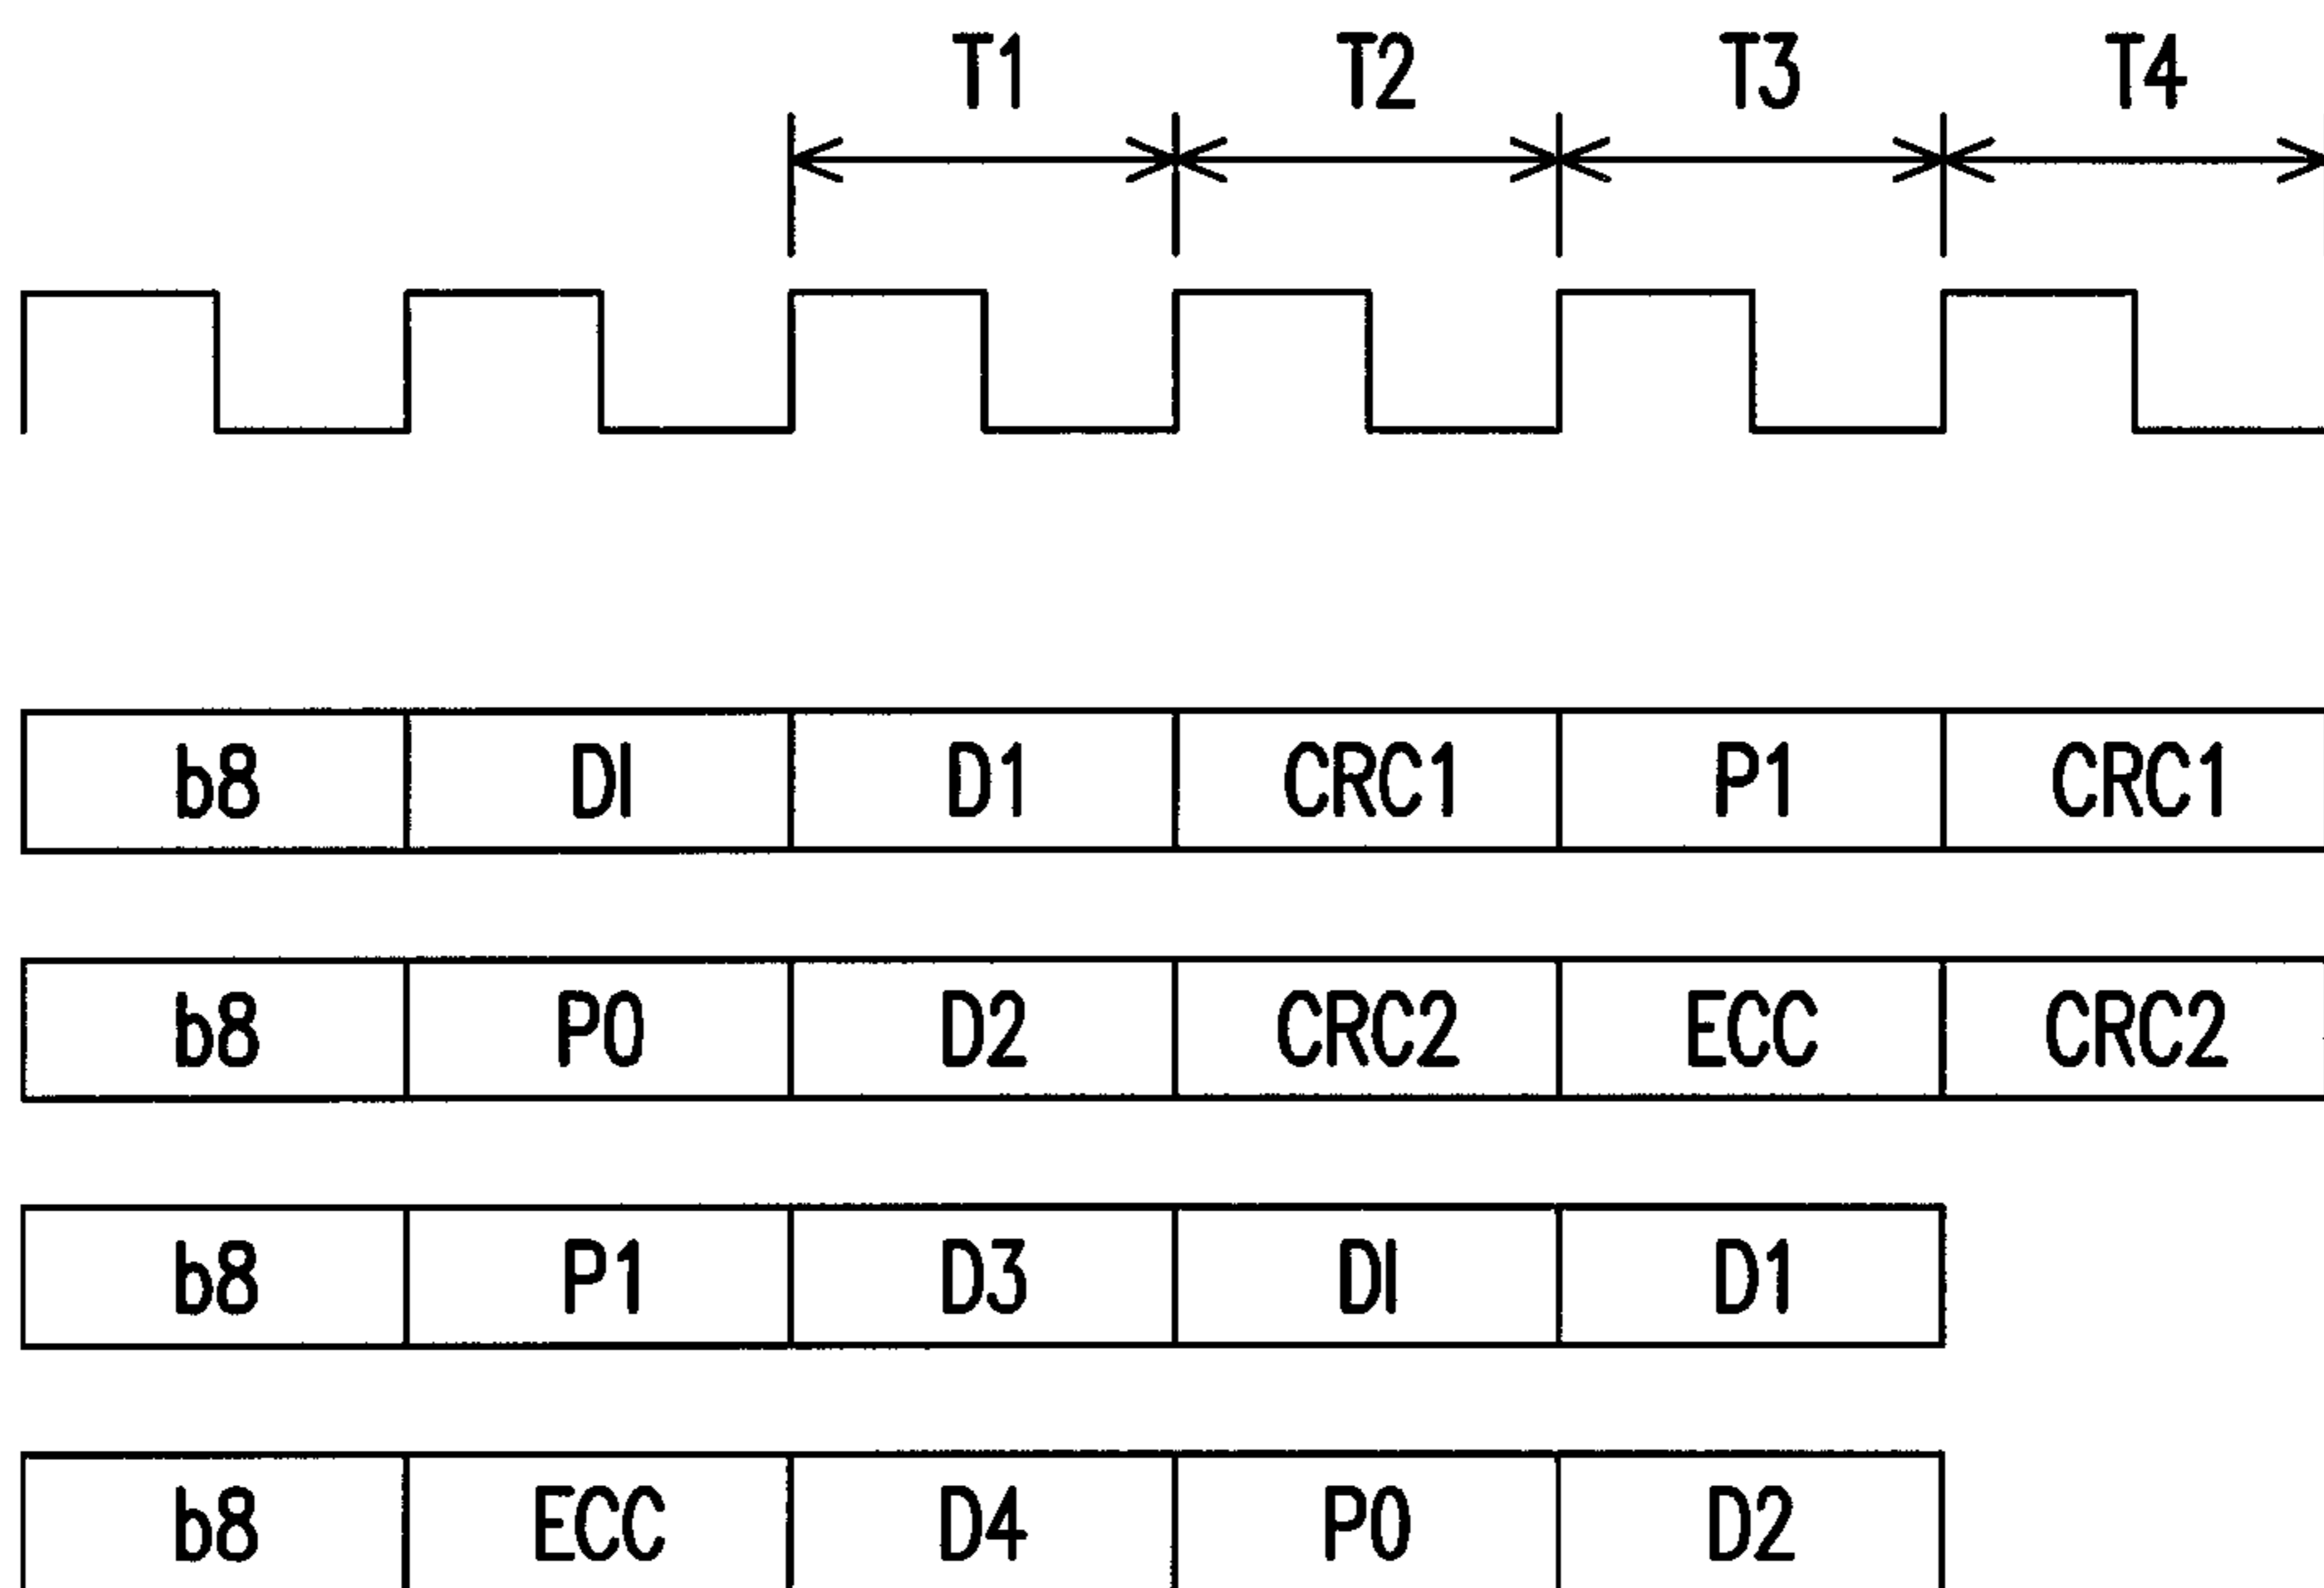 T1 T2 T3 T4
b8 DI D1 CRC1 P1 CRC1
b8 P0 D2 CRC2 ECC CRC2
b8 P1 D3 DI D1
b8 ECC D4 P0 D2